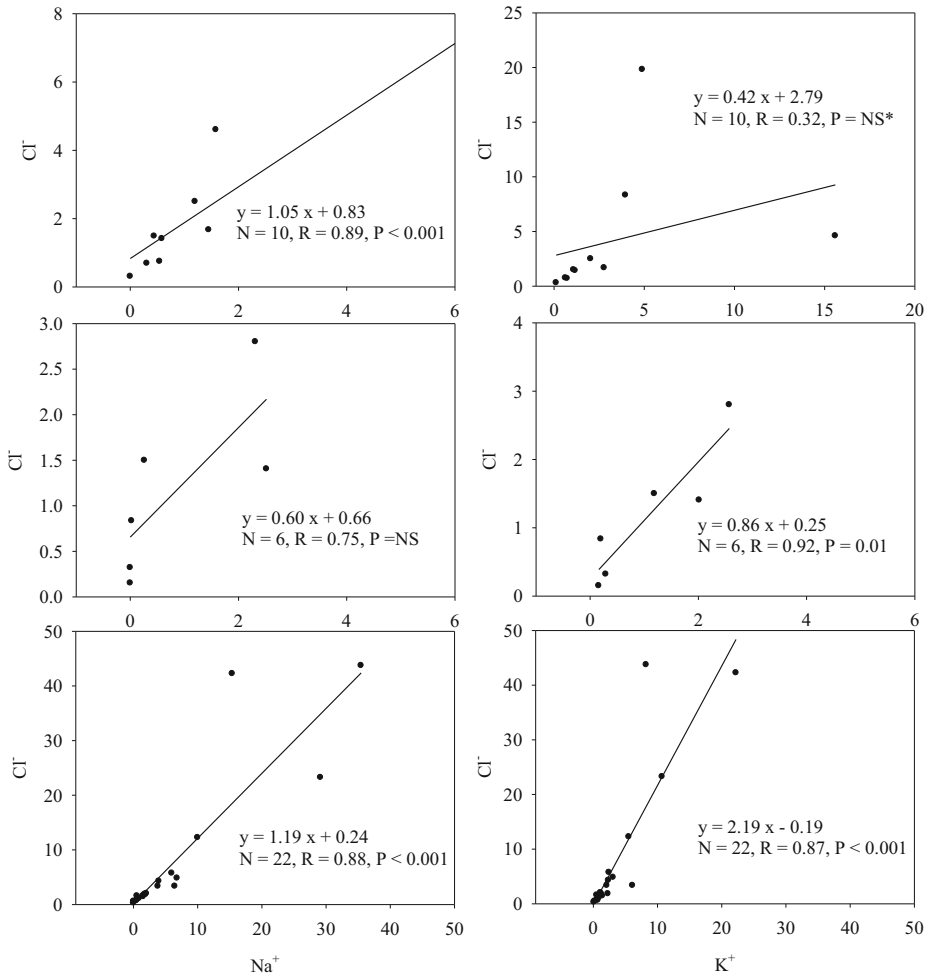 8
6
4
2
0
Cl-
y = 1.05 x + 0.83
N = 10, R = 0.89, P < 0.001
0 2 4 6
25
20
15
10
5
0
Cl-
y = 0.42 x + 2.79
N = 10, R = 0.32, P = NS*
0 5 10 15 20
3.0
2.5
2.0
1.5
1.0
0.5
0.0
Cl-
y = 0.60 x + 0.66
N = 6, R = 0.75, P =NS
0 2 4 6
4
3
2
1
0
Cl-
y = 0.86 x + 0.25
N = 6, R = 0.92, P = 0.01
0 2 4 6
50
40
30
20
10
0
Cl-
y = 1.19 x + 0.24
N = 22, R = 0.88, P < 0.001
0 10 20 30 40 50
Na+
50
40
30
20
10
0
Cl-
y = 2.19 x - 0.19
N = 22, R = 0.87, P < 0.001
0 10 20 30 40 50
K+